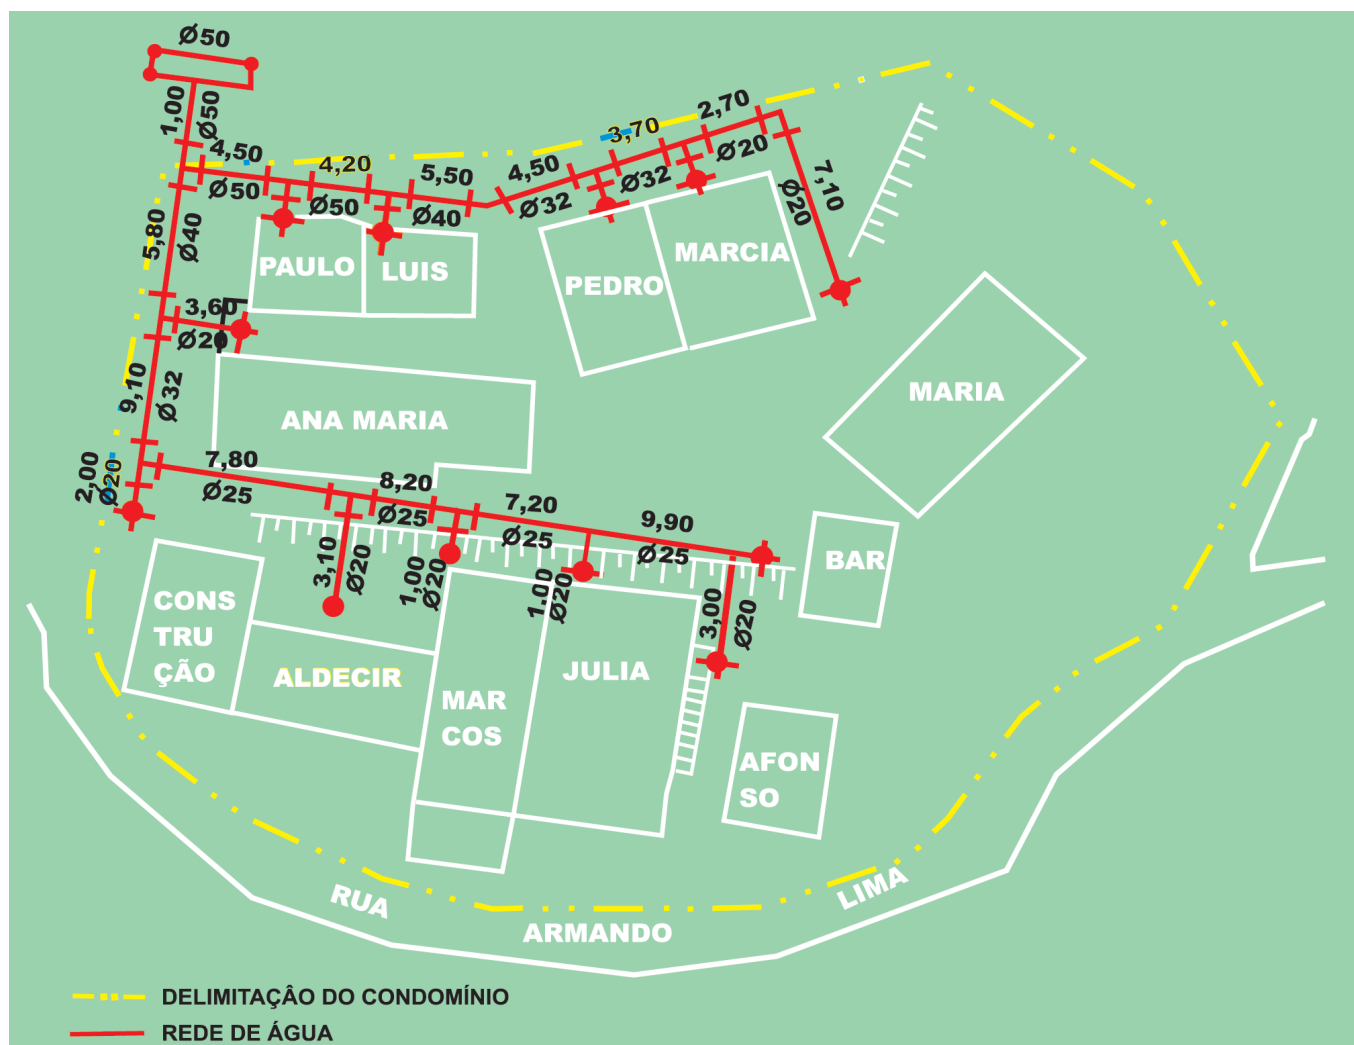 Ø50
1,00
Ø50
4,50
Ø50
4,20
Ø50
5,50
Ø40
4,50
Ø32
3,70
Ø32
2,70
Ø20
7,10
Ø20
5,80
Ø40
3,60
Ø20
9,10
Ø32
2,00
Ø20
7,80
Ø25
8,20
Ø25
7,20
Ø25
9,90
Ø25
3,10
Ø20
1,00
Ø20
1,00
Ø20
3,00
Ø20
PAULO
LUIS
PEDRO
MARCIA
MARIA
ANA MARIA
BAR
CONS
TRU
ÇÃO
ALDECIR
MAR
COS
JULIA
AFON
SO
RUA
ARMANDO
LIMA
DELIMITAÇÂO DO CONDOMÍNIO
REDE DE ÁGUA